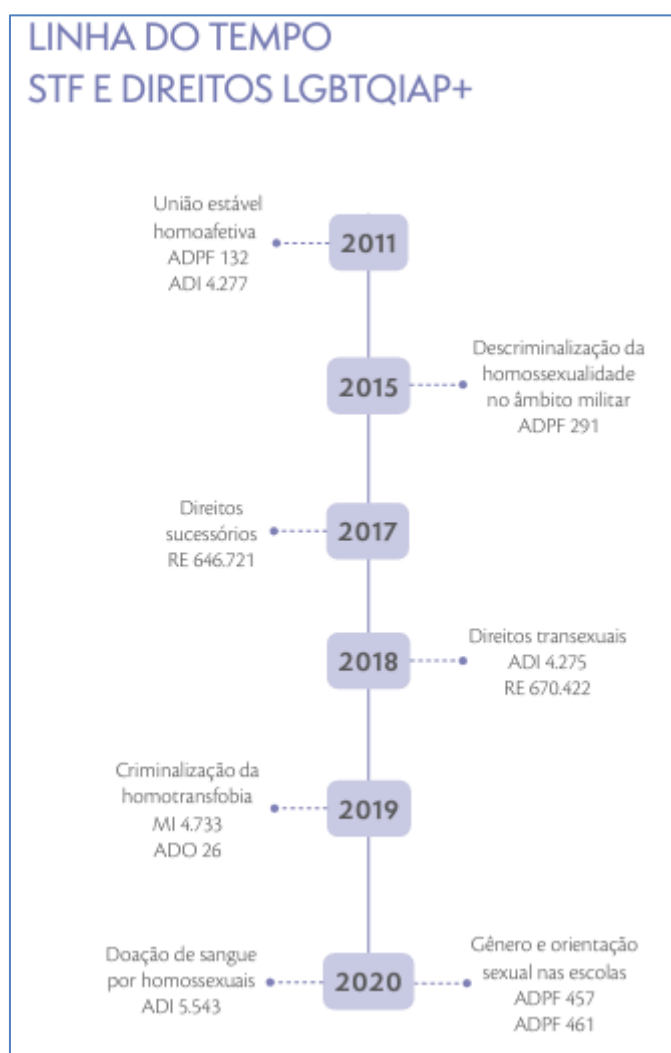 LINHA DO TEMPO
STF E DIREITOS LGBTQIAP+
União estável
homoafetiva
ADPF 132
ADI 4.277
2011
2015
Descriminalização da
homossexualidade
no âmbito militar
ADPF 291
Direitos
sucessórios
RE 646.721
2017
2018
Direitos transexuais
ADI 4.275
RE 670.422
Criminalização da
homotransfobia
MI 4.733
ADO 26
2019
Doação de sangue
por homossexuais
ADI 5.543
2020
Gênero e orientação
sexual nas escolas
ADPF 457
ADPF 461